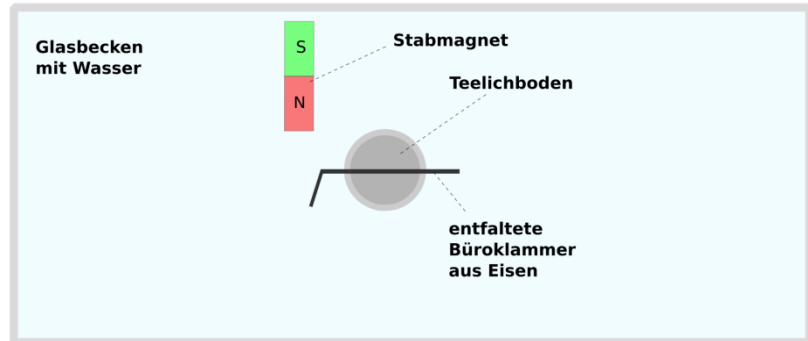 Glasbecken
mit Wasser
S
N
Stabmagnet
Teelichboden
entfaltete
Büroklammer
aus Eisen